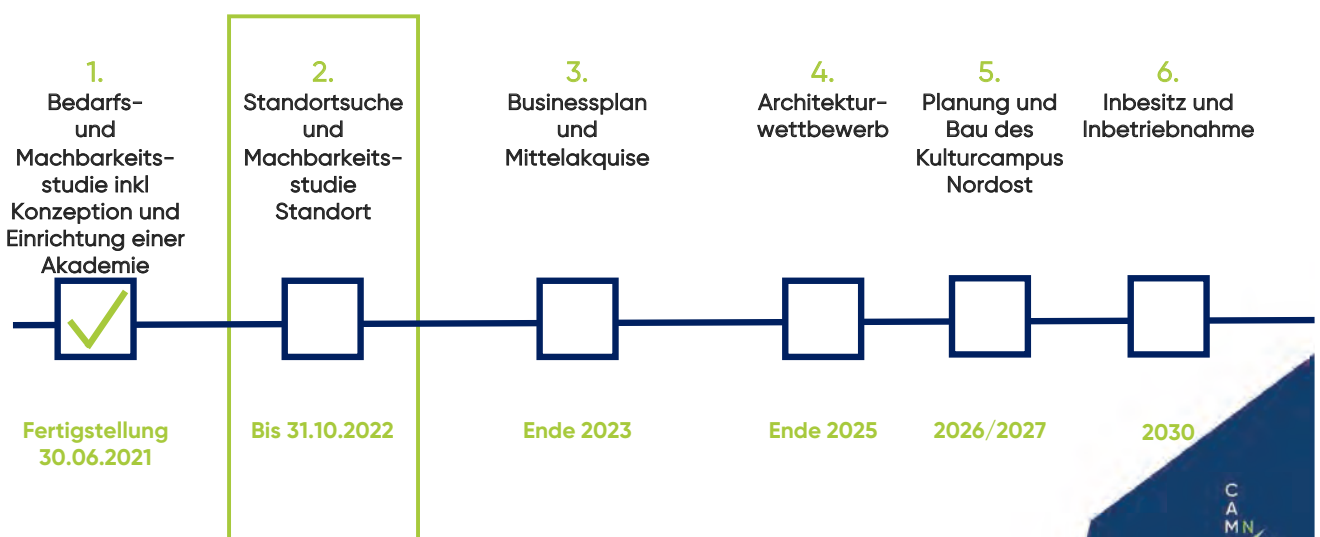 1.
Bedarfs-
und
Machbarkeits-
studie inkl
Konzeption und
Einrichtung einer
Akademie
Fertigstellung
30.06.2021
2.
Standortsuche
und
Machbarkeits-
studie
Standort
Bis 31.10.2022
3.
Businessplan
und
Mittelakquise
Ende 2023
4.
Architektur-
wettbewerb
Ende 2025
5.
Planung und
Bau des
Kulturcampus
Nordost
2026/2027
6.
Inbesitz und
Inbetriebnahme
2030
C
A
M N